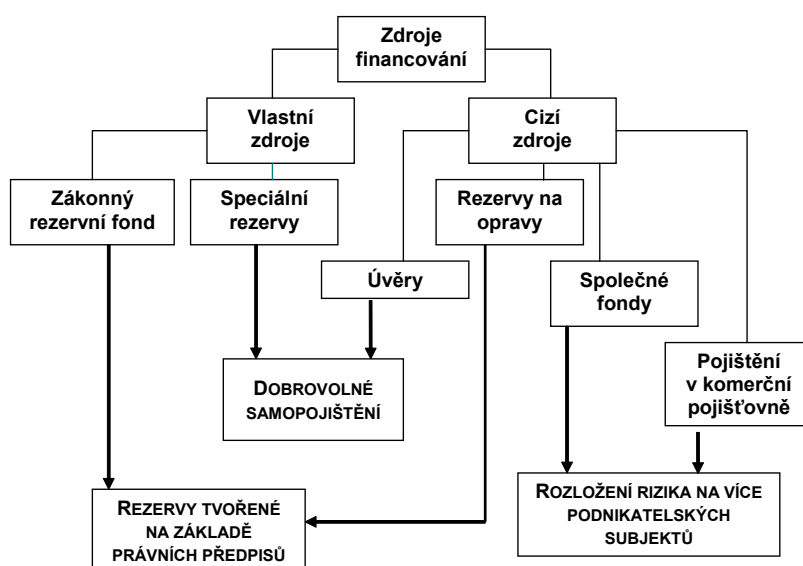 Zdroje
financování
Vlastní
zdroje
Cizí
zdroje
Zákonný
rezervní fond
Speciální
rezervy
Rezervy na
opravy
Úvěry
Společné
fondy
Pojištění
v komerční
pojišťovně
DOBROVOLNÉ
SAMOPOJIŠTĚNÍ
REZERVY TVOŘENÉ
NA ZÁKLADĚ
PRÁVNÍCH PŘEDPISŮ
ROZLOŽENÍ RIZIKA NA VÍCE
PODNIKATELSKÝCH
SUBJEKTŮ